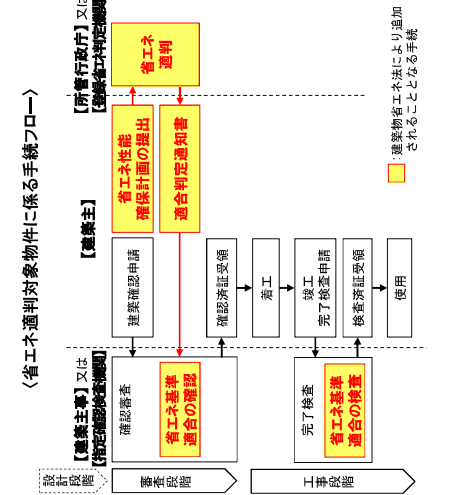 〈省エネ適判対象物件に係る手続フロー〉
【建築主事】又は
【指定確認検査機関】
【建築主】
【所管行政庁】又は
【登録省エネ判定機関】
設計段階
審査段階
工事段階
確認審査
省エネ基準
適合の確認
建築確認申請
省エネ性能
確保計画の提出
省エネ
適判
適合判定通知書
確認済証受領
着工
竣工
完了検査申請
完了検査
省エネ基準
適合の検査
検査済証受領
使用
:建築物省エネ法により追加
されることとなる手続